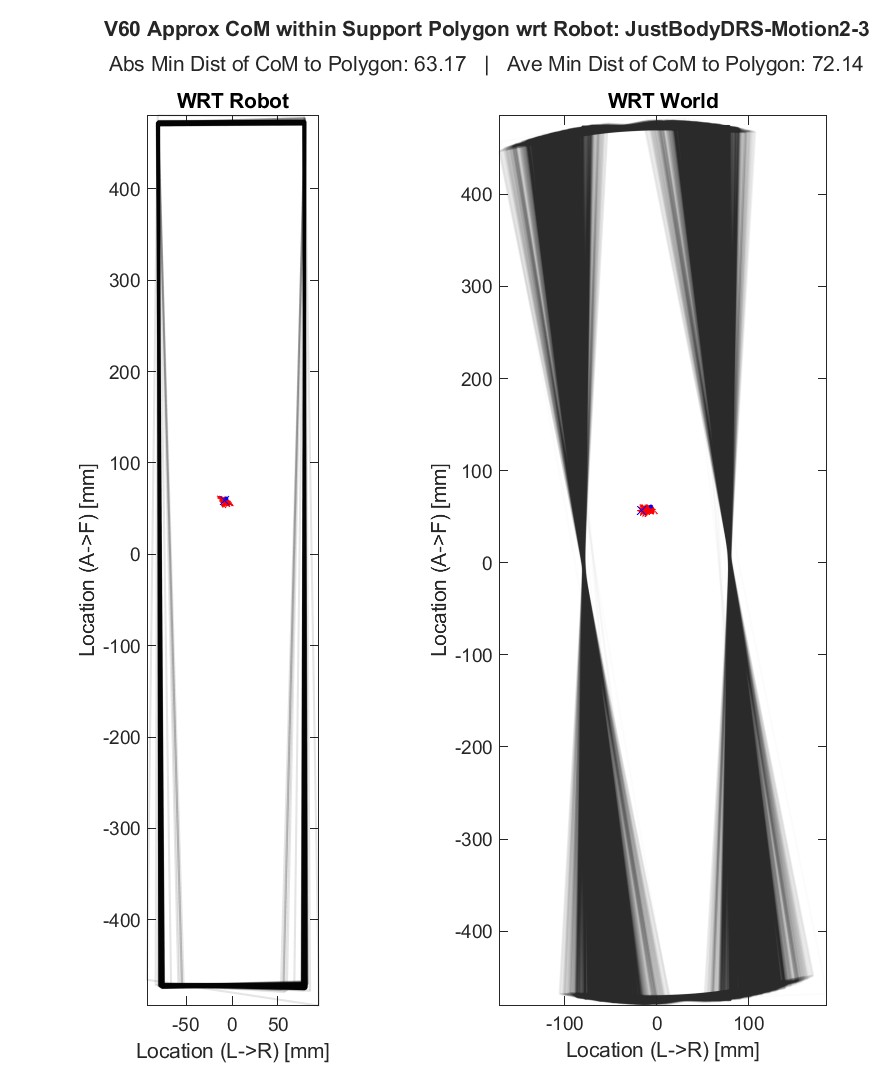 V60 Approx CoM within Support Polygon wrt Robot: JustBodyDRS-Motion2-3
Abs Min Dist of CoM to Polygon: 63.17 | Ave Min Dist of CoM to Polygon: 72.14
WRT Robot
400
300
200
100
0
-100
-200
-300
-400
Location (A->F) [mm]
-50 0 50
Location (L->R) [mm]
WRT World
400
300
200
100
0
-100
-200
-300
-400
Location (A->F) [mm]
-100 0 100
Location (L->R) [mm]